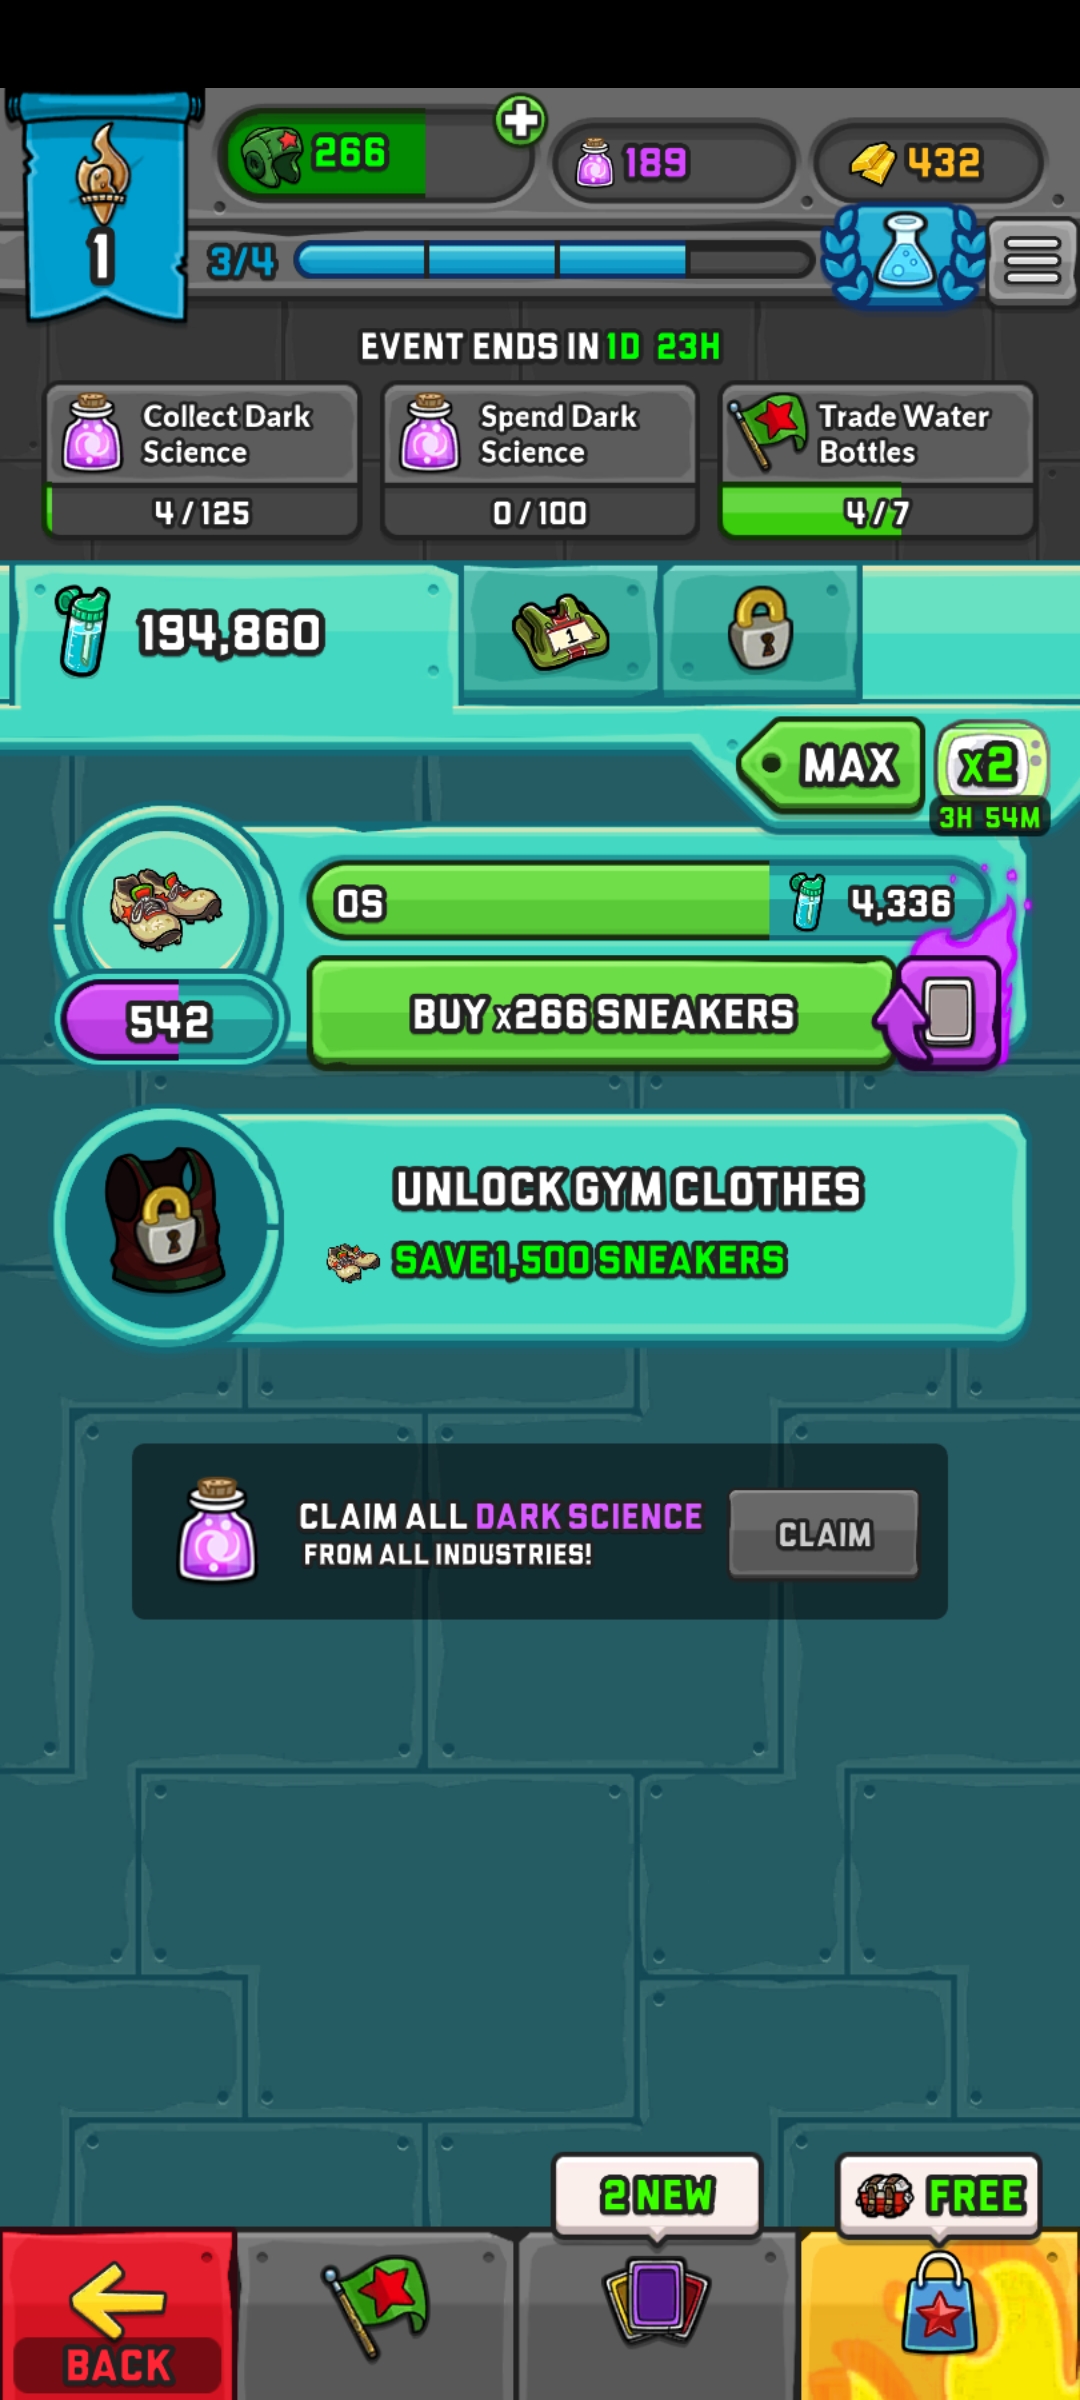 266
189
432
1
3/4
EVENT ENDS IN 1D 23H
Collect Dark
Science
4/125
Spend Dark
Science
0/100
Trade Water
Bottles
4/7
194,860
1
MAX
x2
3H 54M
0S
4,336
542
BUY x266 SNEAKERS
UNLOCK GYM CLOTHES
SAVE 1,500 SNEAKERS
CLAIM ALL DARK SCIENCE
FROM ALL INDUSTRIES!
CLAIM
2 NEW
FREE
BACK